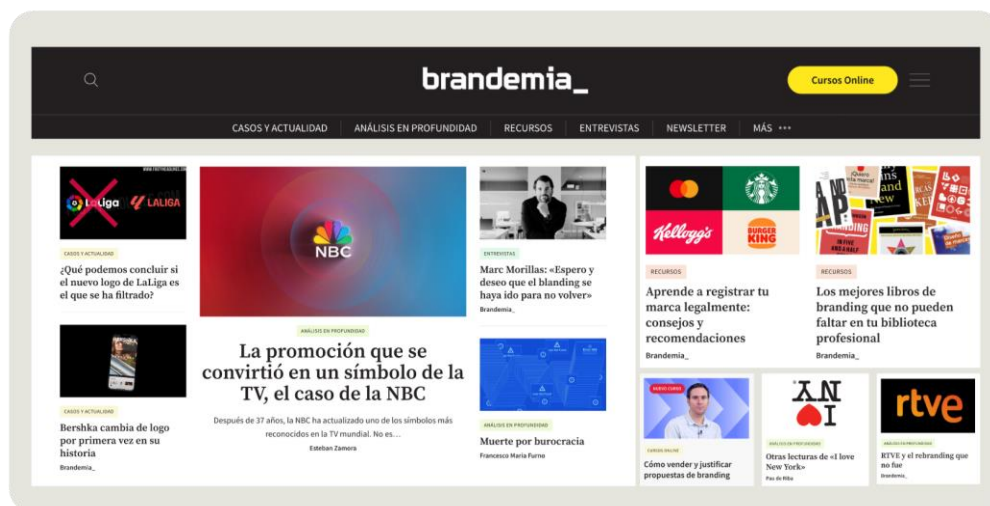 brandemia_
Cursos Online
CASOS Y ACTUALIDAD
ANÁLISIS EN PROFUNDIDAD
RECURSOS
ENTREVISTAS
NEWSLETTER
MÁS •••
LaLiga
LALIGA
CASOS Y ACTUALIDAD
¿Qué podemos concluir si
el nuevo logo de LaLiga es
el que se ha filtrado?
CASOS Y ACTUALIDAD
Bershka cambia de logo
por primera vez en su
historia
Brandemia_
NBC
ANÁLISIS EN PROFUNDIDAD
La promoción que se
convirtió en un símbolo de la
TV, el caso de la NBC
Después de 37 años, la NBC ha actualizado uno de los símbolos más
reconocidos en la TV mundial. No es…
Esteban Zamora
ENTREVISTAS
Marc Morillas: «Espero y
deseo que el blanding se
haya ido para no volver»
Brandemia_
ANÁLISIS EN PROFUNDIDAD
Muerte por burocracia
Francesco Maria Furno
Kellogg's
BURGER
KING
RECURSOS
Aprende a registrar tu
marca legalmente:
consejos y
recomendaciones
Brandemia_
RECURSOS
Los mejores libros de
branding que no pueden
faltar en tu biblioteca
profesional
Brandemia_
NUEVO CURSO
CURSOS ONLINE
Cómo vender y justificar
propuestas de branding
NY
I
ANÁLISIS EN PROFUNDIDAD
Otras lecturas de «I love
New York»
Pau de Riba
rtve
ANÁLISIS EN PROFUNDIDAD
RTVE y el rebranding que
no fue
Brandemia_